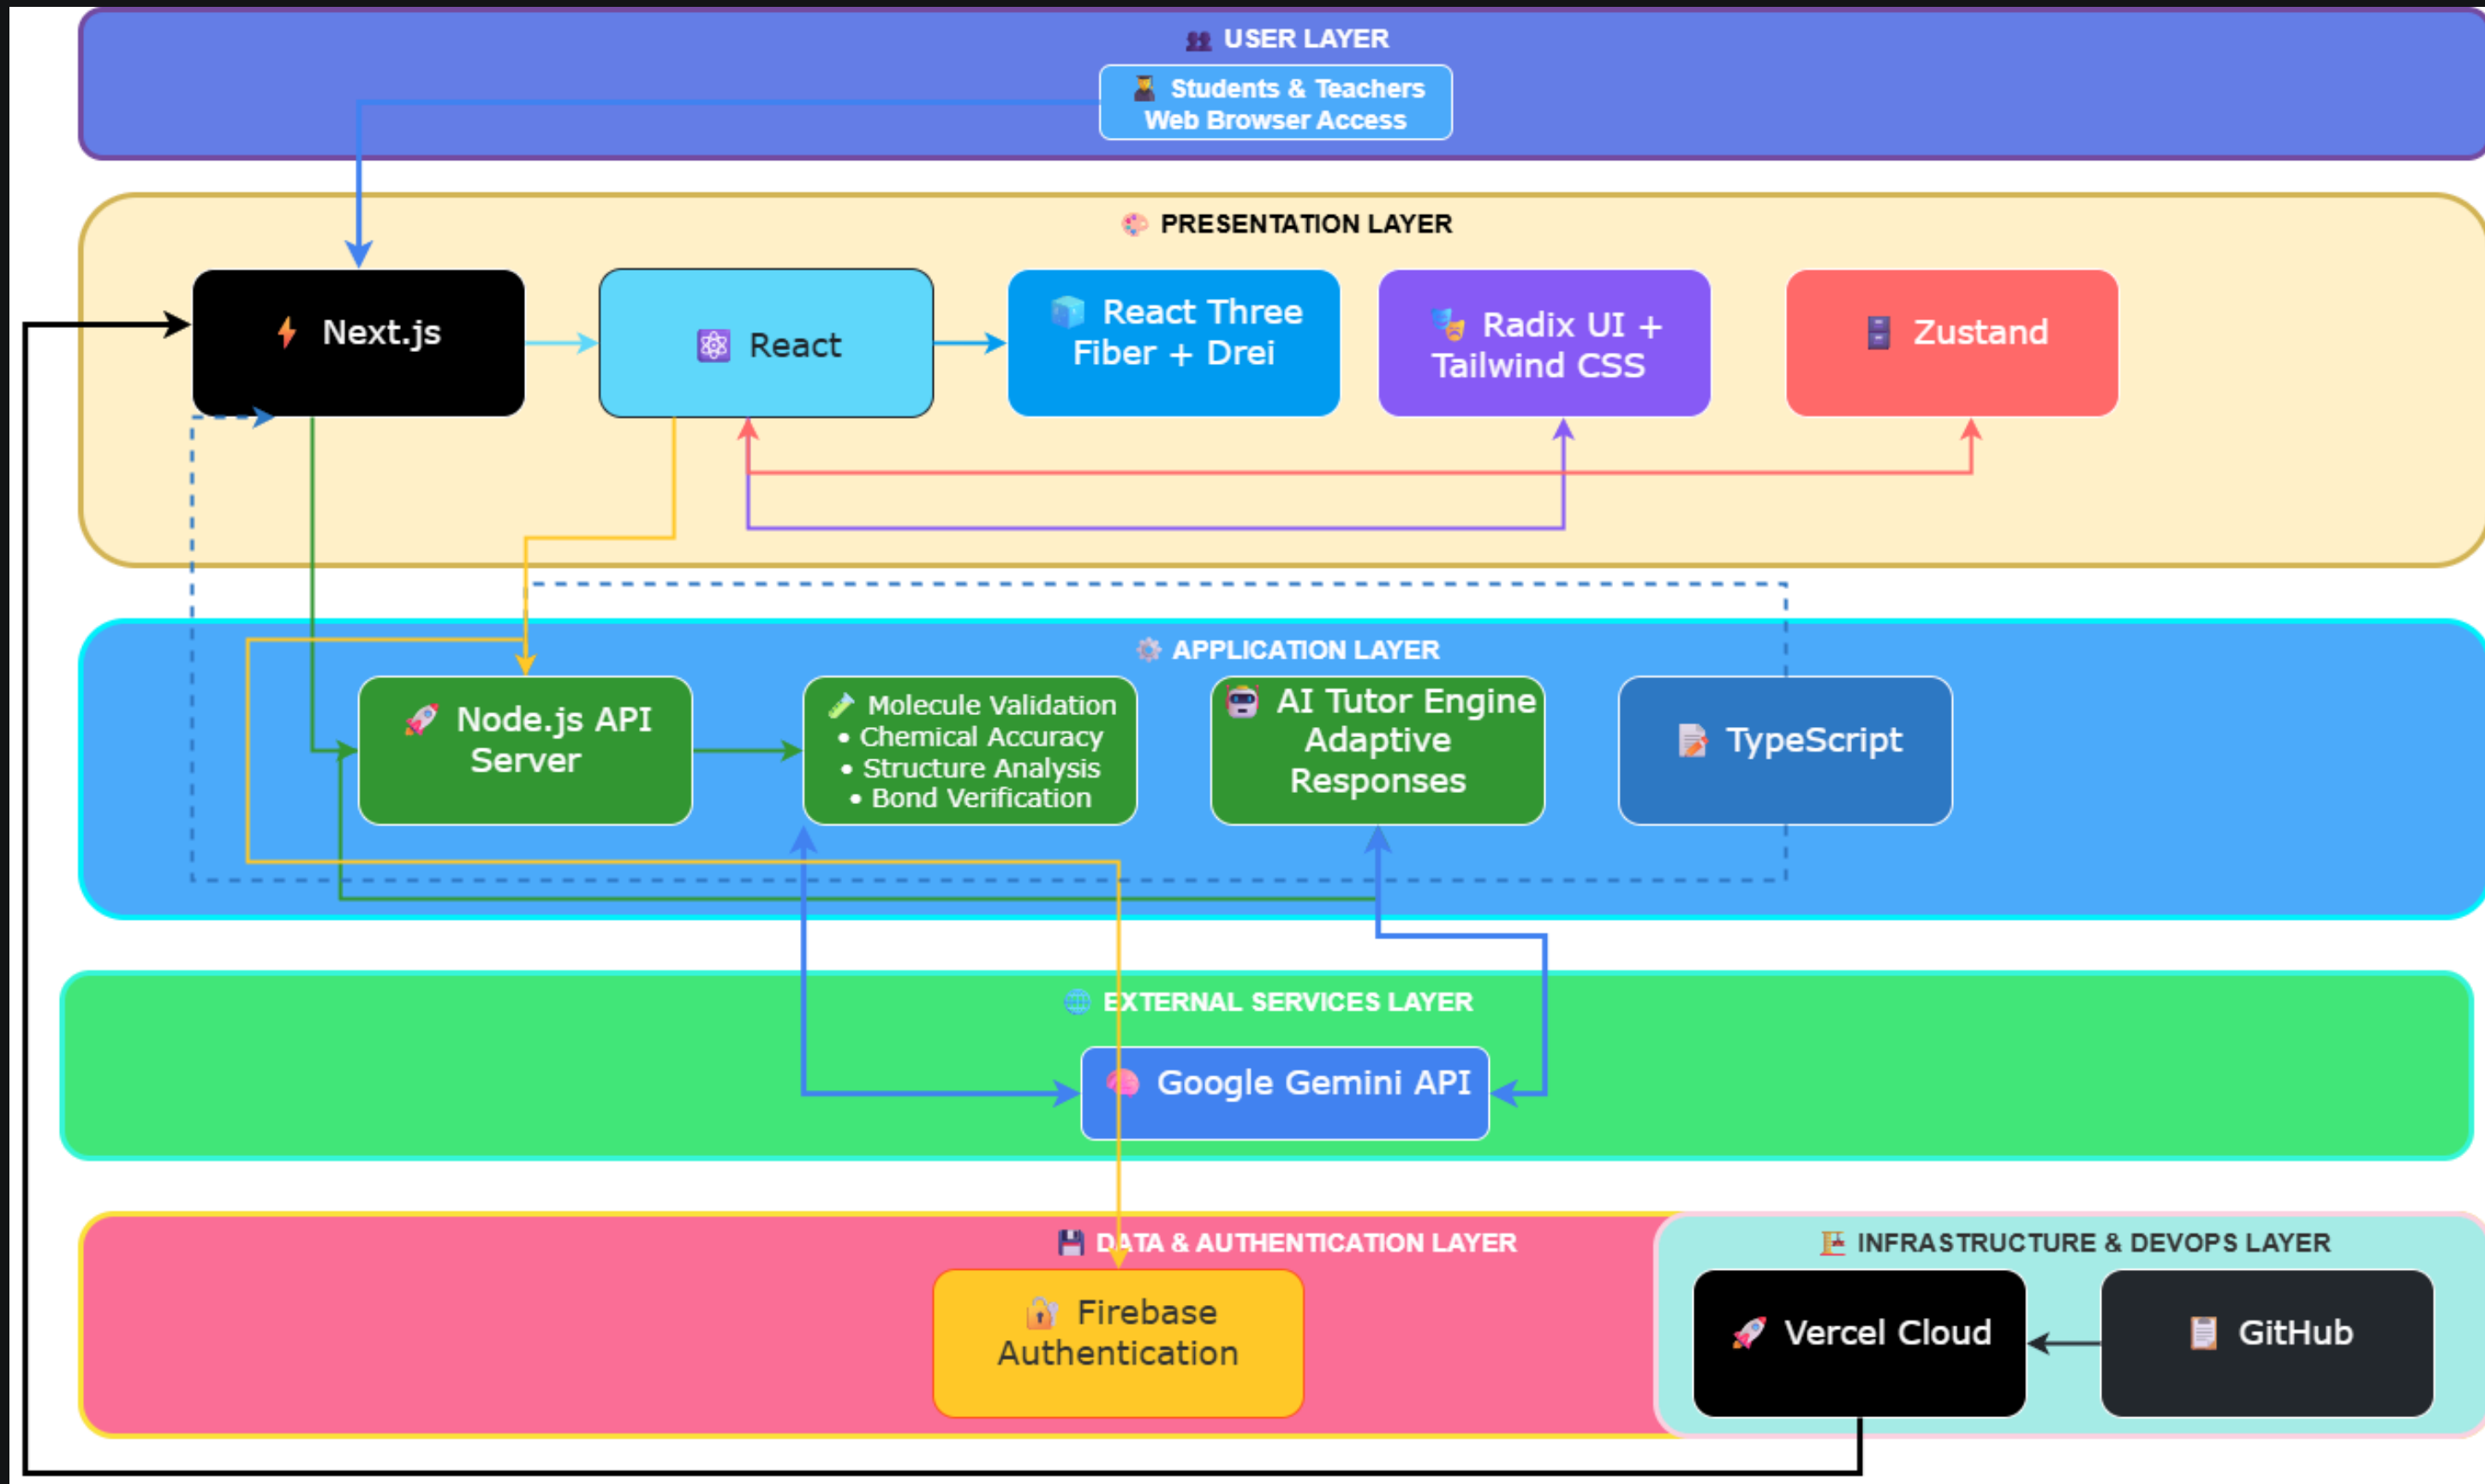 USER LAYER
Students & Teachers
Web Browser Access
PRESENTATION LAYER
Next.js
React
React Three
Fiber + Drei
Radix UI +
Tailwind CSS
Zustand
APPLICATION LAYER
Node.js API
Server
Molecule Validation
• Chemical Accuracy
• Structure Analysis
• Bond Verification
AI Tutor Engine
Adaptive
Responses
TypeScript
EXTERNAL SERVICES LAYER
Google Gemini API
DATA & AUTHENTICATION LAYER
Firebase
Authentication
INFRASTRUCTURE & DEVOPS LAYER
Vercel Cloud
GitHub